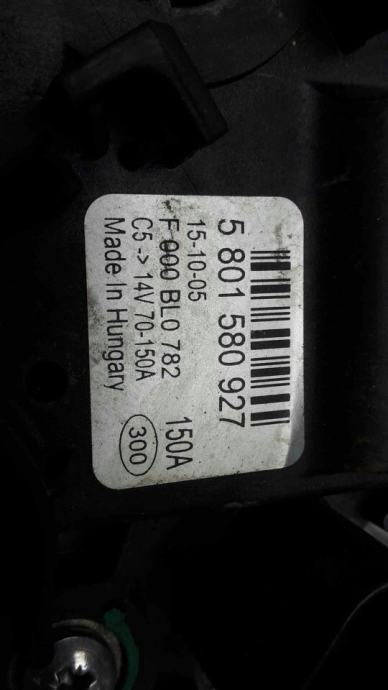 5 801 580 927
15-10-05
F 000 BL0 782 150A
C5 -> 14V 70-150A
Made In Hungary 300